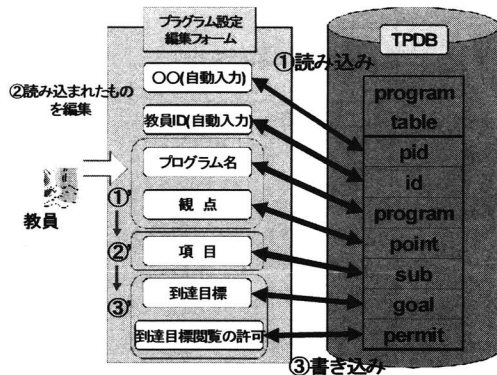 プログラム設定
編集フォーム
〇〇(自動入力)
教員ID(自動入力)
プログラム名
観点
項目
到達目標
到達目標閲覧の許可
②読み込まれたもの
を編集
教員
①'
②'
③'
①読み込み
③書き込み
TPDB
program
table
pid
id
program
point
sub
goal
permit